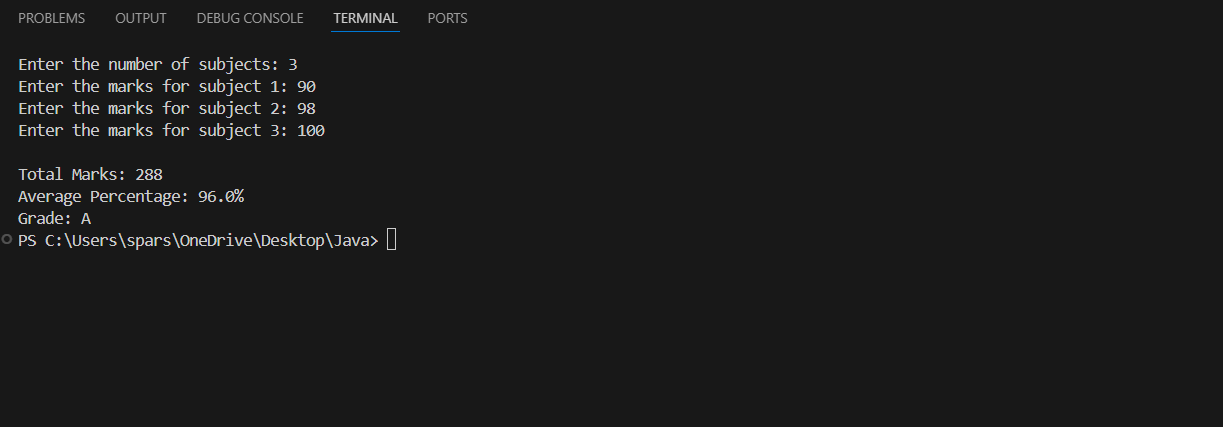 PROBLEMS OUTPUT DEBUG CONSOLE TERMINAL PORTS
Enter the number of subjects: 3
Enter the marks for subject 1: 90
Enter the marks for subject 2: 98
Enter the marks for subject 3: 100
Total Marks: 288
Average Percentage: 96.0%
Grade: A
PS C:\Users\spars\OneDrive\Desktop\Java>